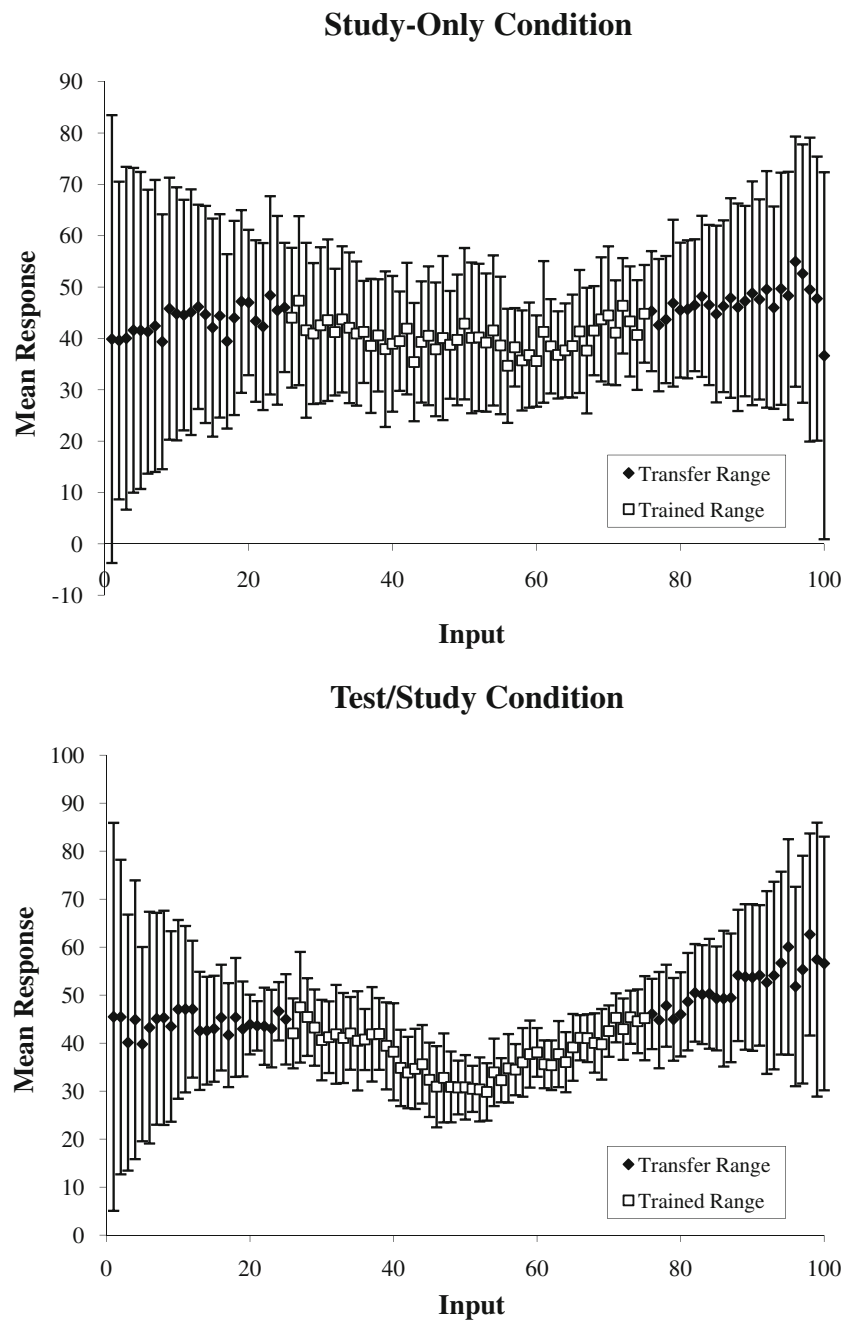 Study-Only Condition
90
80
70
60
50
40
30
20
10
0
-10
Mean Response
0 20 40 60 80 100
Input
Transfer Range
Trained Range
Test/Study Condition
100
90
80
70
60
50
40
30
20
10
0
Mean Response
0 20 40 60 80 100
Input
Transfer Range
Trained Range